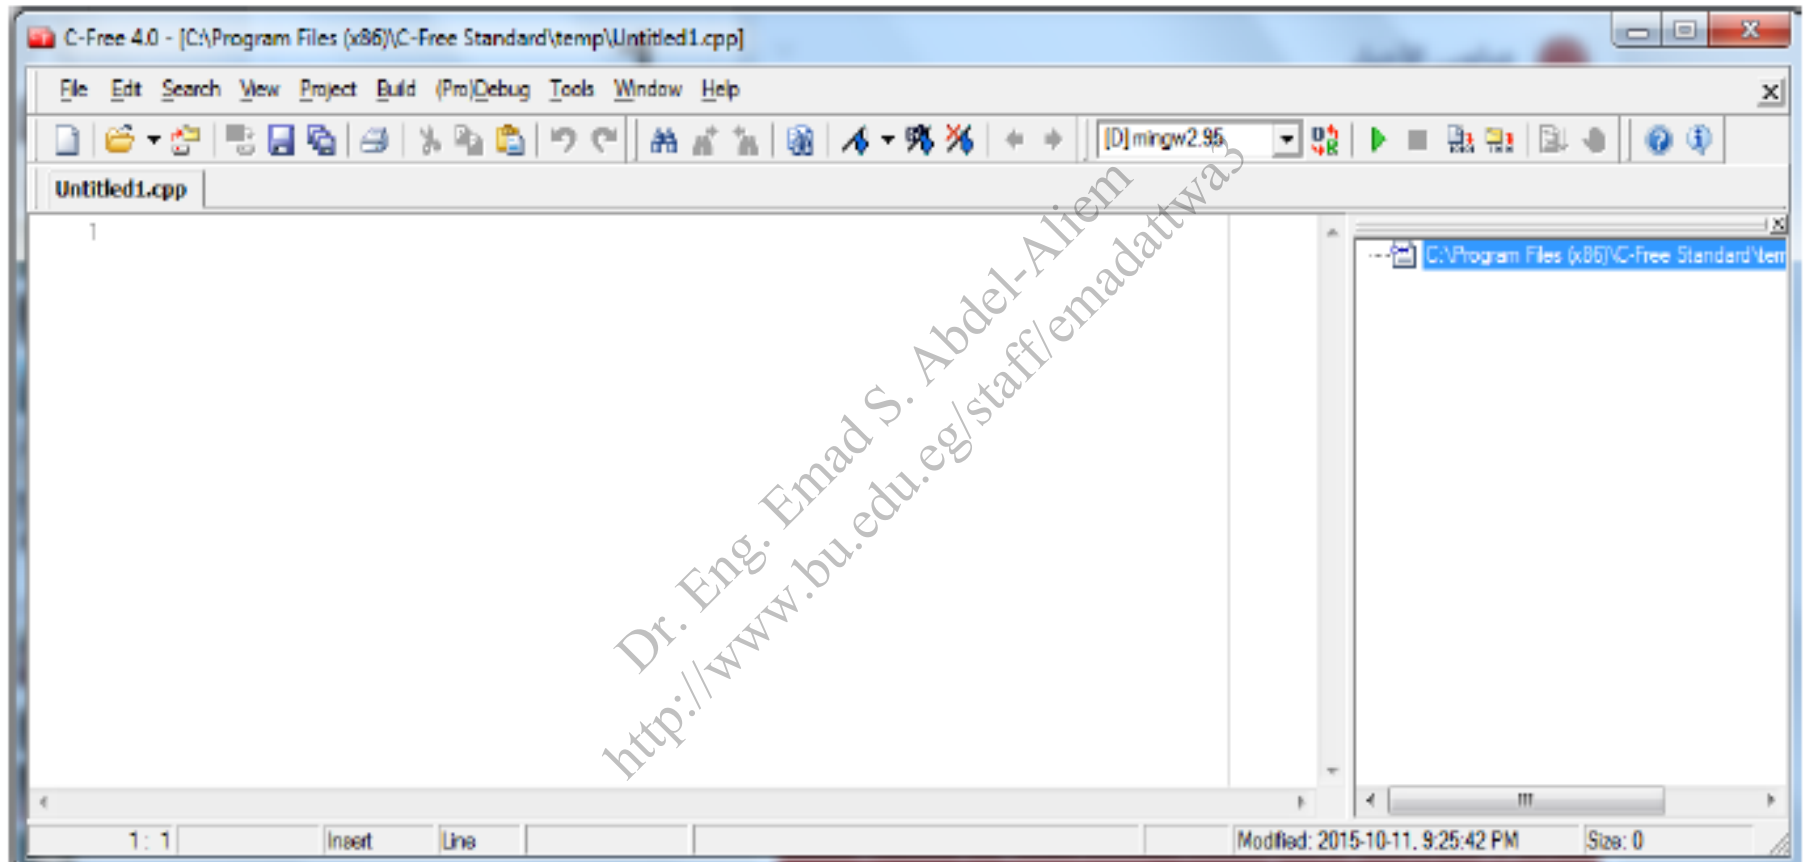 C-Free 4.0 - [C:\Program Files (x86)\C-Free Standard\temp\Untitled1.cpp]
File Edit Search View Project Build (Pro)Debug Tools Window Help
[D] mingw2.95
Untitled1.cpp
1
C:\Program Files (x86)\C-Free Standard\tem
Dr. Eng. Emad S. Abdel-Aliem
http://www.bu.edu.eg/staff/emadattwa3
1: 1 Insert Line Modified: 2015-10-11, 9:25:42 PM Size: 0